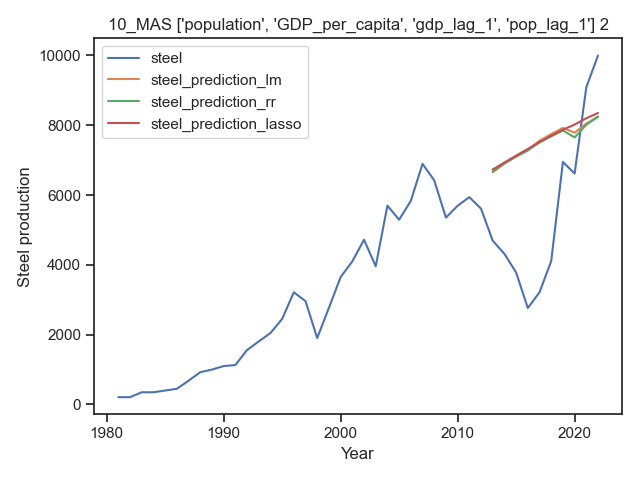 10_MAS ['population', 'GDP_per_capita', 'gdp_lag_1', 'pop_lag_1'] 2
steel
steel_prediction_lm
steel_prediction_rr
steel_prediction_lasso
Steel production
10000
8000
6000
4000
2000
0
1980
1990
2000
2010
2020
Year